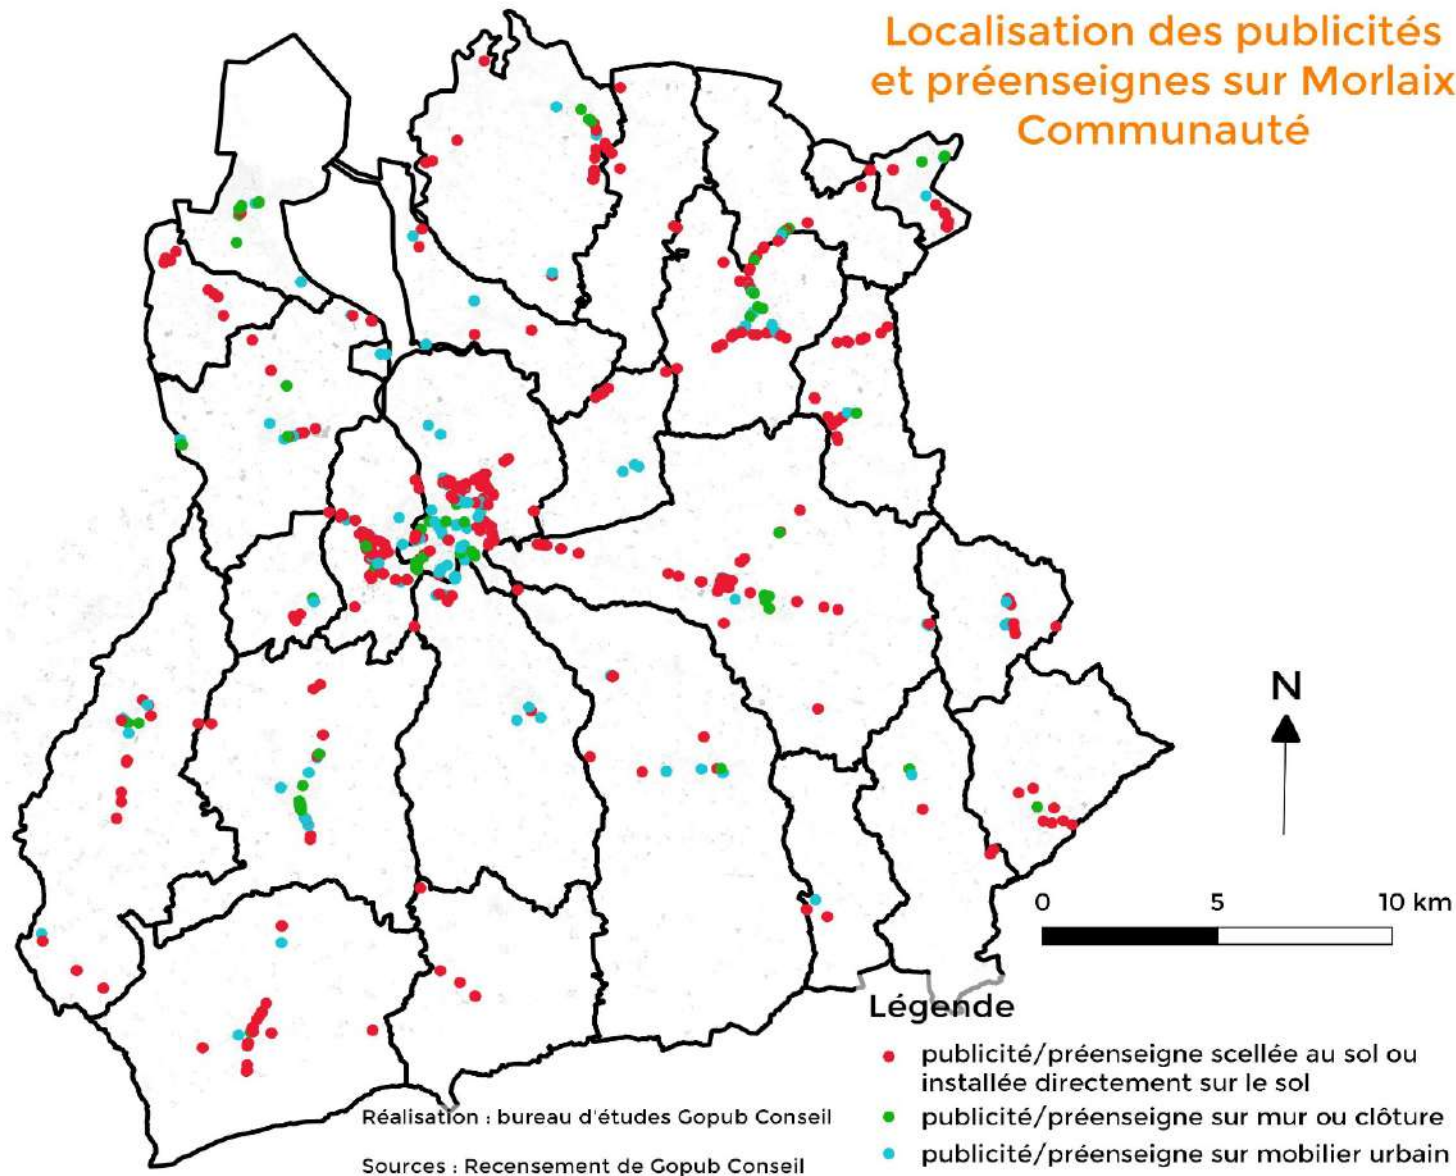 Localisation des publicités
et préenseignes sur Morlaix
Communauté
N
0 5 10 km
Légende
publicité/préenseigne scellée au sol ou
installée directement sur le sol
publicité/préenseigne sur mur ou clôture
publicité/préenseigne sur mobilier urbain
Réalisation : bureau d'études Gopub Conseil
Sources : Recensement de Gopub Conseil